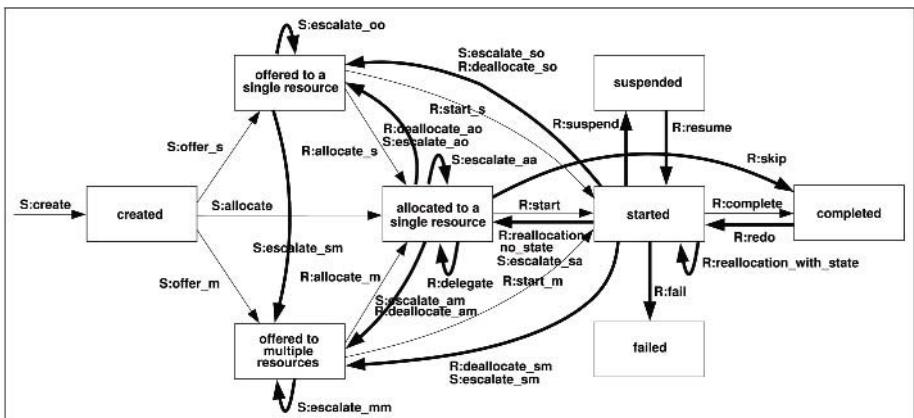 S:escalate_oo
offered to a
single resource
S:escalate_so
R:deallocate_so
suspended
R:start_s
R:suspend
R:resume
S:offer_s
R:allocate_s
R:deallocate_ao
S:escalate_ao
S:escalate_aa
R:skip
S:create
created
S:allocate
allocated to a
single resource
R:start
started
R:complete
completed
R:redo
S:escalate_sm
R:reallocation
no_state
S:escalate_sa
R:reallocation_with_state
S:offer_m
R:allocate_m
R:delegate
R:start_m
R:fail
S:escalate_am
R:deallocate_am
offered to
multiple
resources
failed
R:deallocate_sm
S:escalate_sm
S:escalate_mm